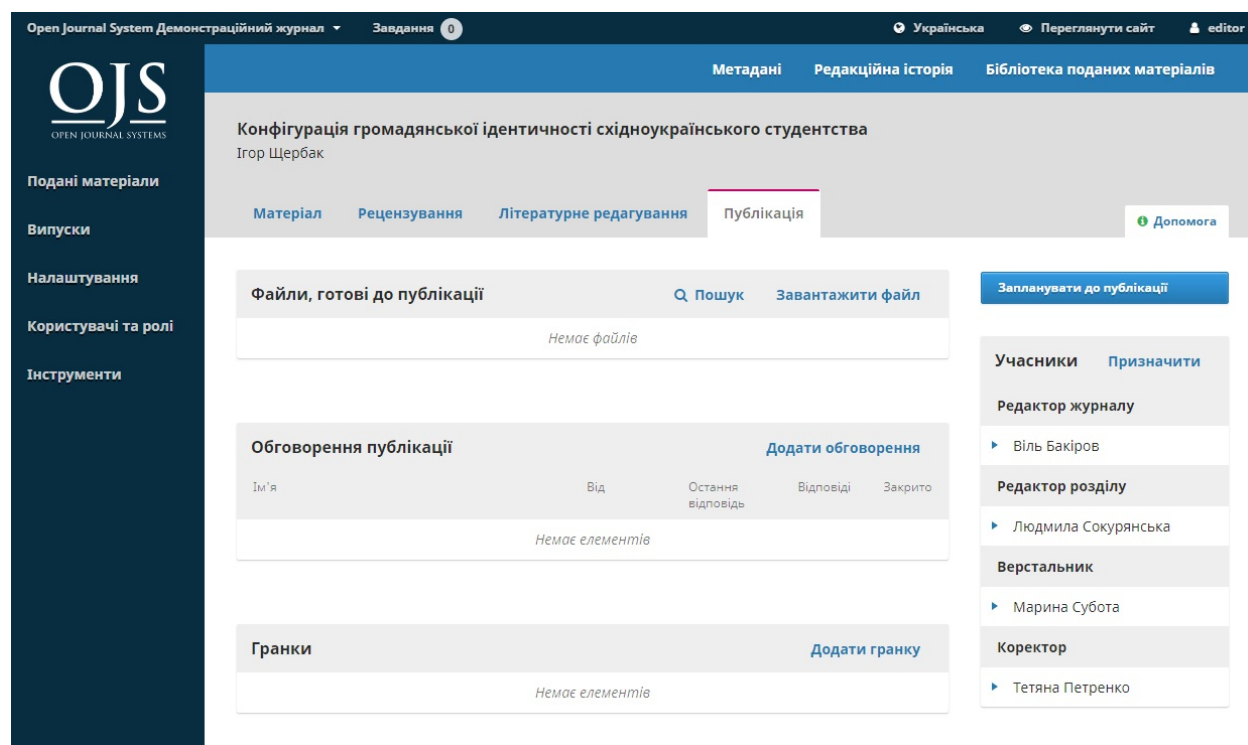 Open Journal System Демонстраційний журнал Завдання 0 Українська Переглянути сайт editor
OJS
OPEN JOURNAL SYSTEMS
Метадані Редакційна історія Бібліотека поданих матеріалів
Подані матеріали
Випуски
Налаштування
Користувачі та ролі
Інструменти
Конфігурація громадянської ідентичності східноукраїнського студентства
Ігор Щербак
Матеріал Рецензування Літературне редагування Публікація
Допомога
Файли, готові до публікації Пошук Завантажити файл
Немає файлів
Обговорення публікації Додати обговорення
Ім'я Від Остання відповідь Відповіді Закрито
Немає елементів
Гранки Додати гранку
Немає елементів
Запланувати до публікації
Учасники Призначити
Редактор журналу
Віль Бакіров
Редактор розділу
Людмила Сокурянська
Верстальник
Марина Субота
Коректор
Тетяна Петренко